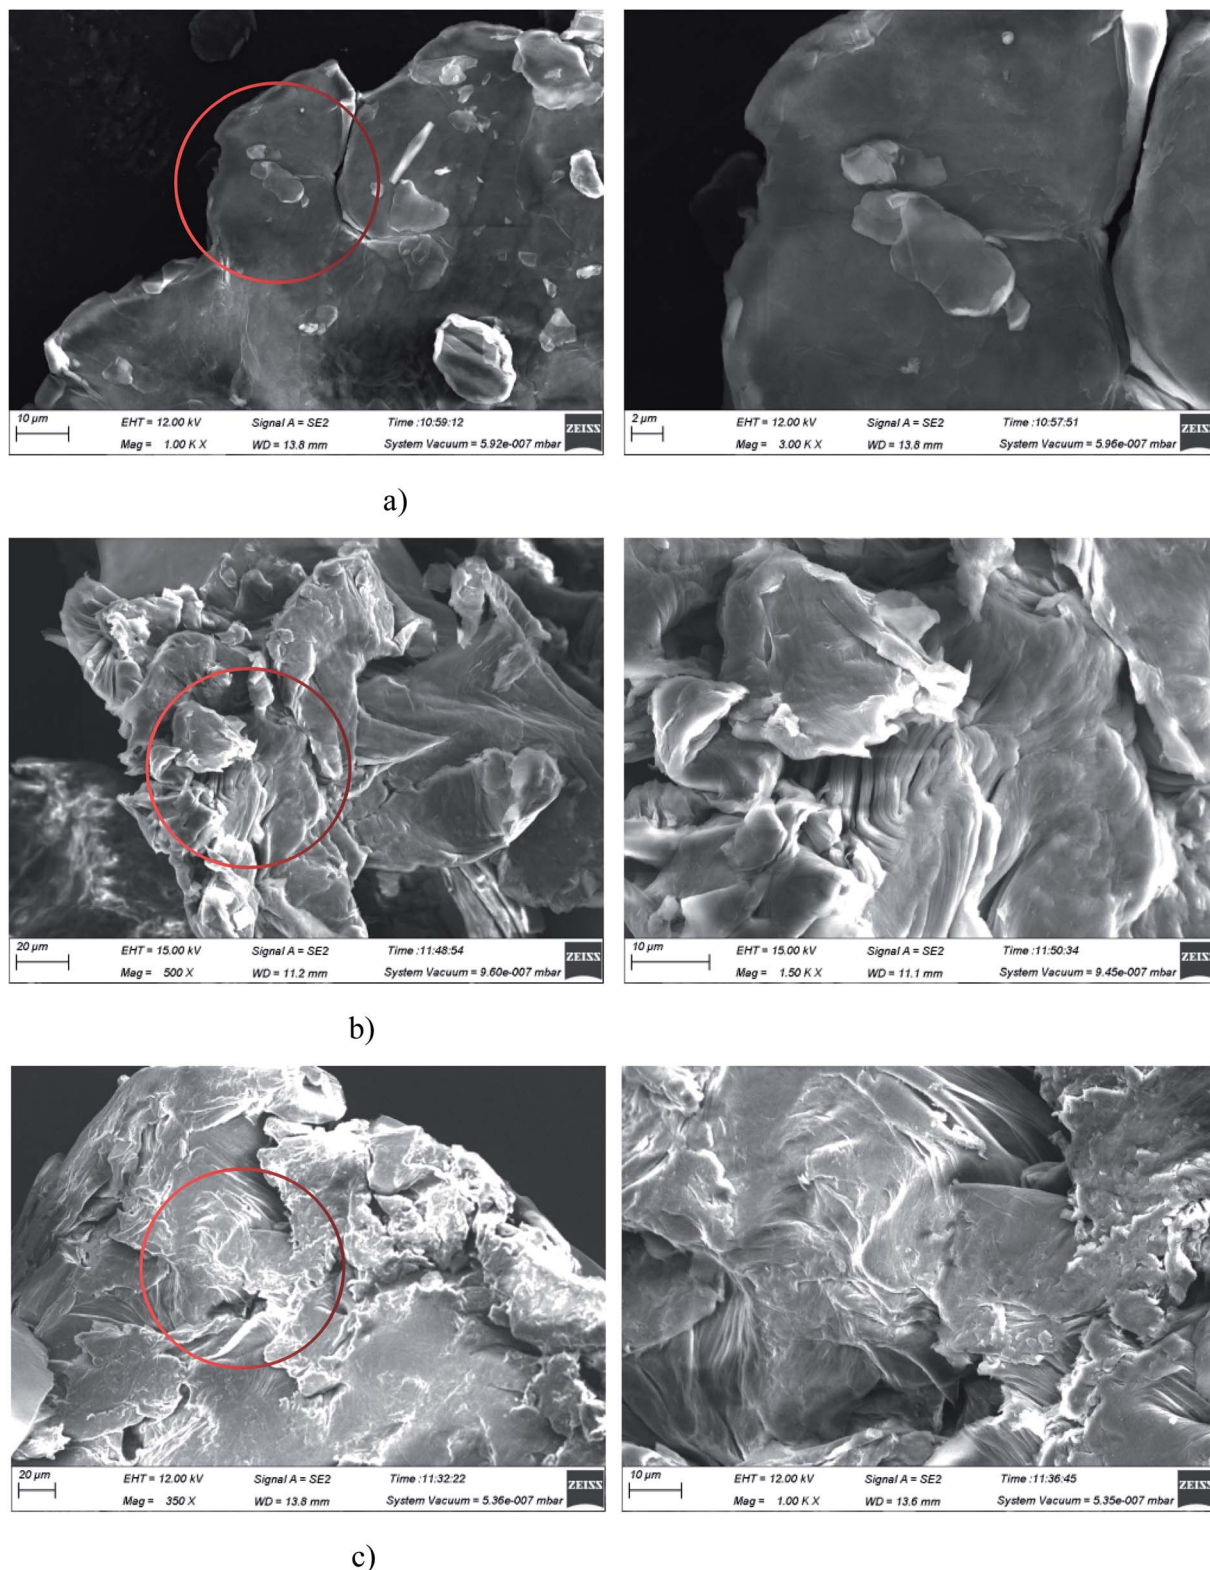 10 µm EHT = 12.00 kV Signal A = SE2 Time :10:59:12
Mag = 1.00 K X WD = 13.8 mm System Vacuum = 5.92e-007 mbar ZEISS
2 µm EHT = 12.00 kV Signal A = SE2 Time :10:57:51
Mag = 3.00 K X WD = 13.8 mm System Vacuum = 5.96e-007 mbar ZEISS
a)
20 µm EHT = 15.00 kV Signal A = SE2 Time :11:48:54
Mag = 500 X WD = 11.2 mm System Vacuum = 9.60e-007 mbar ZEISS
10 µm EHT = 15.00 kV Signal A = SE2 Time :11:50:34
Mag = 1.50 K X WD = 11.1 mm System Vacuum = 9.45e-007 mbar ZEISS
b)
20 µm EHT = 12.00 kV Signal A = SE2 Time :11:32:22
Mag = 350 X WD = 13.8 mm System Vacuum = 5.36e-007 mbar ZEISS
10 µm EHT = 12.00 kV Signal A = SE2 Time :11:36:45
Mag = 1.00 K X WD = 13.6 mm System Vacuum = 5.35e-007 mbar ZEISS
c)